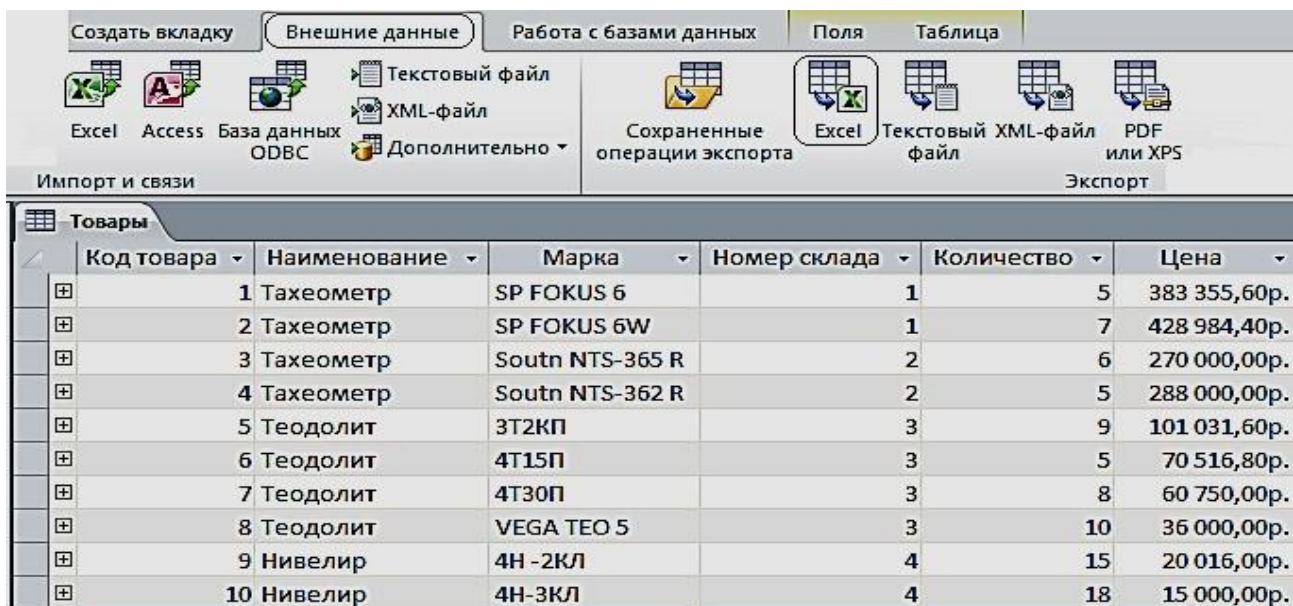 Создать вкладку Внешние данные Работа с базами данных Поля Таблица
Текстовый файл
XML-файл
Excel Access База данных ODBC Дополнительно Сохраненные операции экспорта Excel Текстовый файл XML-файл PDF или XPS
Импорт и связи Экспорт
Товары
Код товара Наименование Марка Номер склада Количество Цена
1 Тахеометр SP FOKUS 6 1 5 383 355,60р.
2 Тахеометр SP FOKUS 6W 1 7 428 984,40р.
3 Тахеометр Soutn NTS-365 R 2 6 270 000,00р.
4 Тахеометр Soutn NTS-362 R 2 5 288 000,00р.
5 Теодолит 3Т2КП 3 9 101 031,60р.
6 Теодолит 4Т15П 3 5 70 516,80р.
7 Теодолит 4Т30П 3 8 60 750,00р.
8 Теодолит VEGA TEO 5 3 10 36 000,00р.
9 Нивелир 4Н -2КЛ 4 15 20 016,00р.
10 Нивелир 4Н-3КЛ 4 18 15 000,00р.